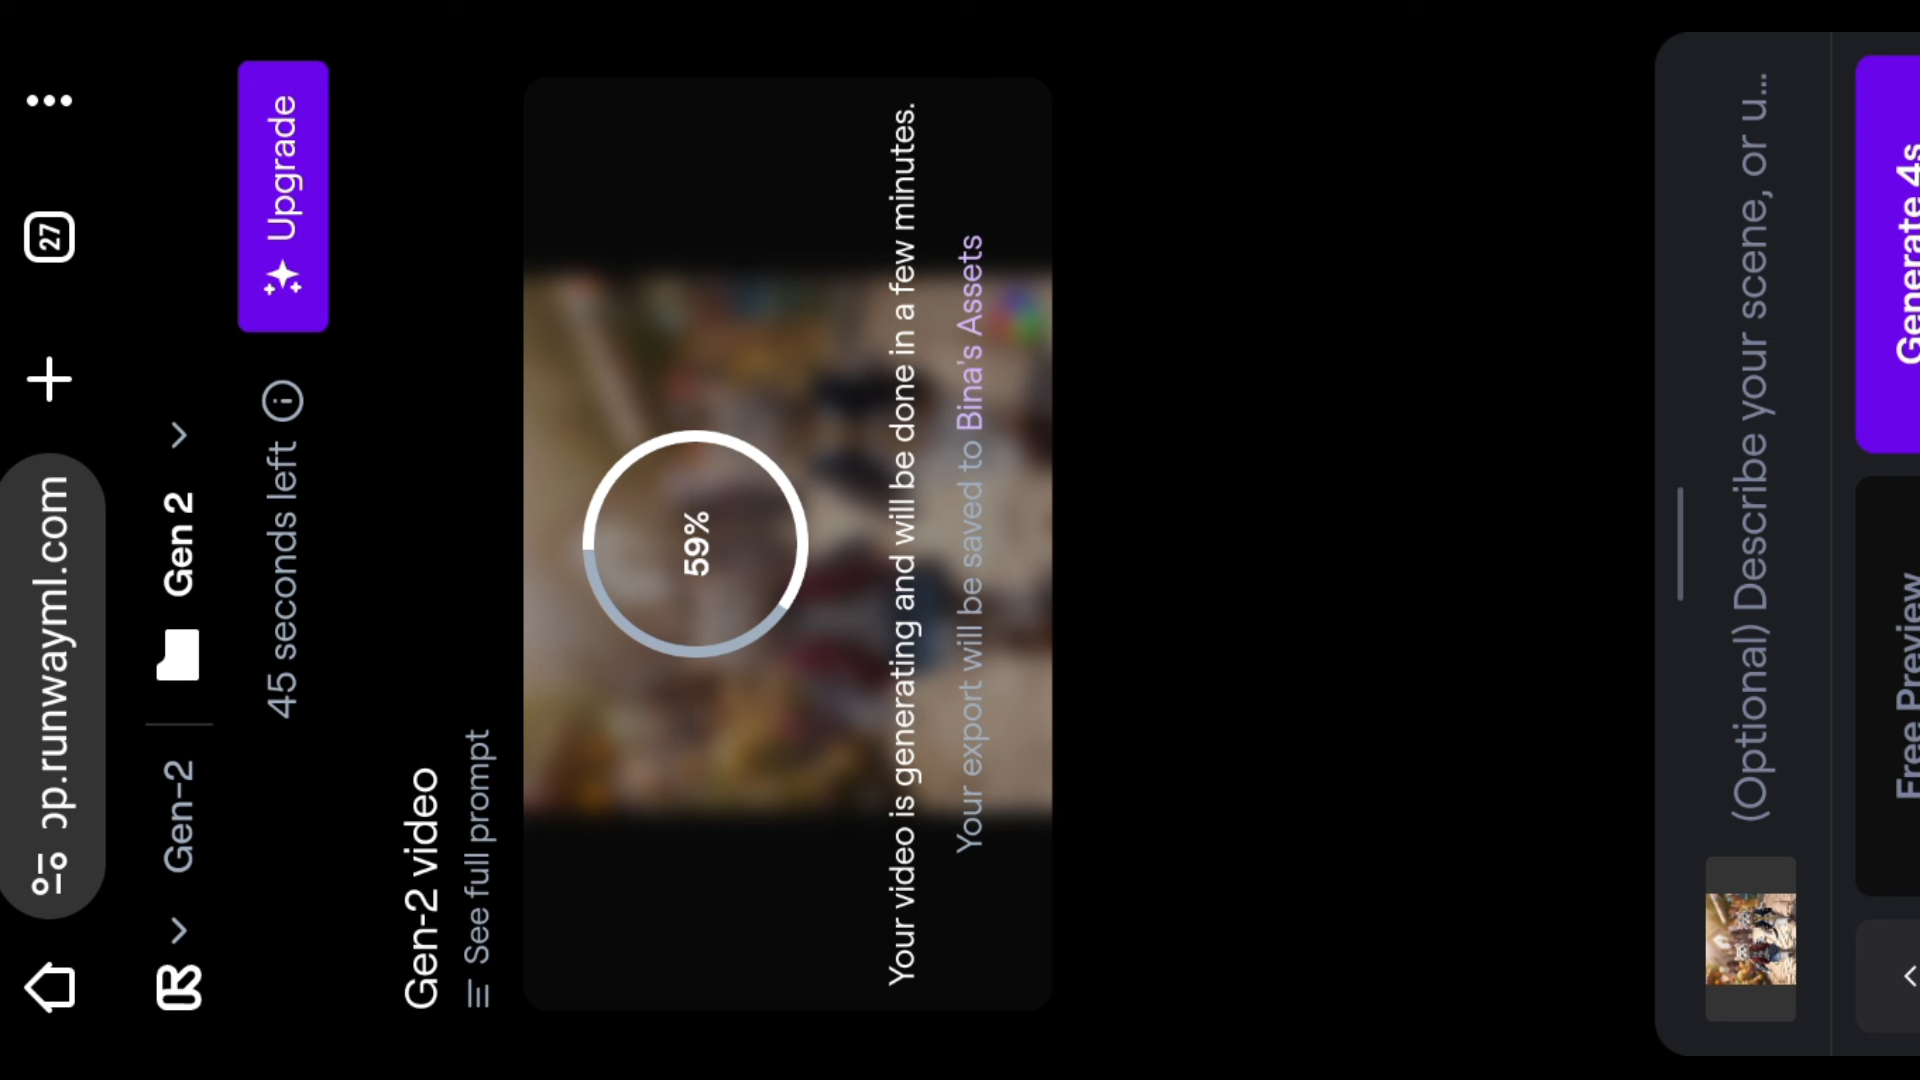 app.runwayml.com
27
Gen-2
Gen 2
45 seconds left
Upgrade
Gen-2 video
See full prompt
59%
Your video is generating and will be done in a few minutes.
Your export will be saved to Bina's Assets
(Optional) Describe your scene, or u...
Free Preview
Generate 4s